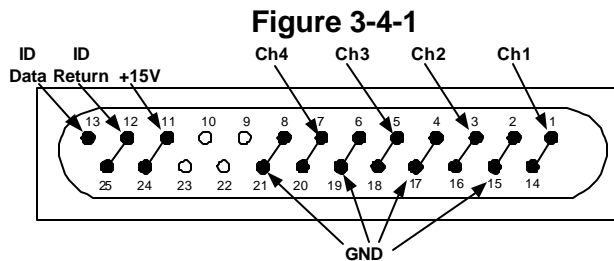 Figure 3-4-1
ID ID Ch4 Ch3 Ch2 Ch1
Data Return +15V
13 12 11 10 9 8 7 6 5 4 3 2 1
25 24 23 22 21 20 19 18 17 16 15 14
GND